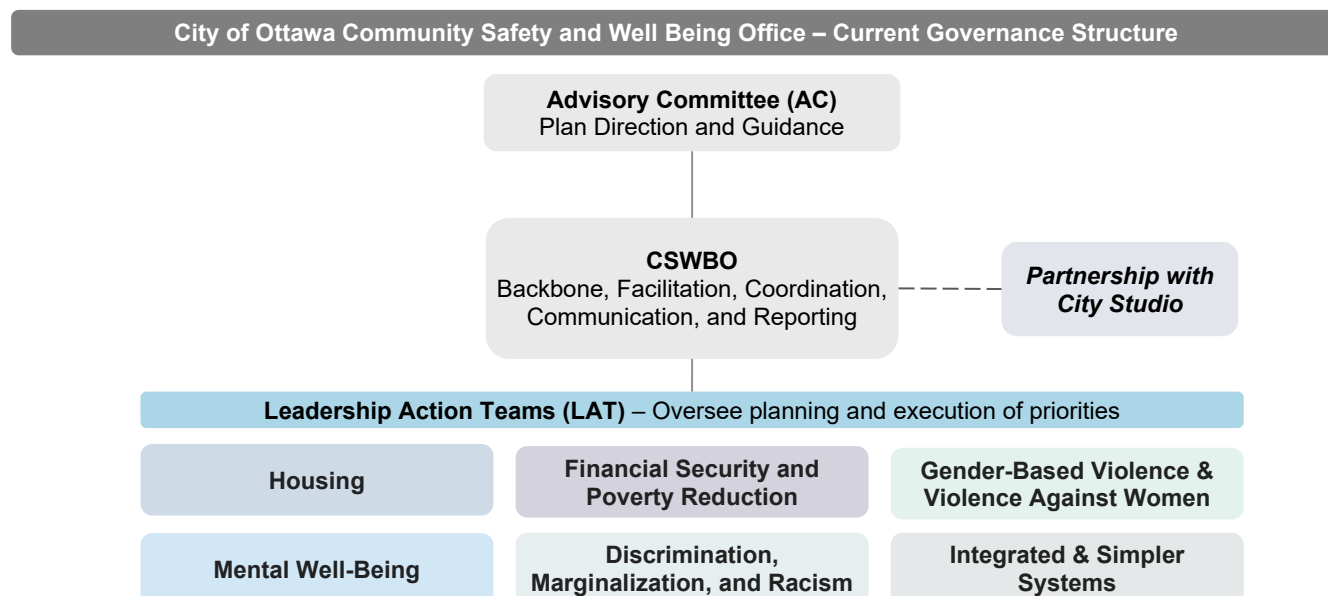 City of Ottawa Community Safety and Well Being Office – Current Governance Structure
Advisory Committee (AC)
Plan Direction and Guidance
CSWBO
Backbone, Facilitation, Coordination,
Communication, and Reporting
Partnership with
City Studio
Leadership Action Teams (LAT) – Oversee planning and execution of priorities
Housing
Financial Security and
Poverty Reduction
Gender-Based Violence &
Violence Against Women
Mental Well-Being
Discrimination,
Marginalization, and Racism
Integrated & Simpler
Systems